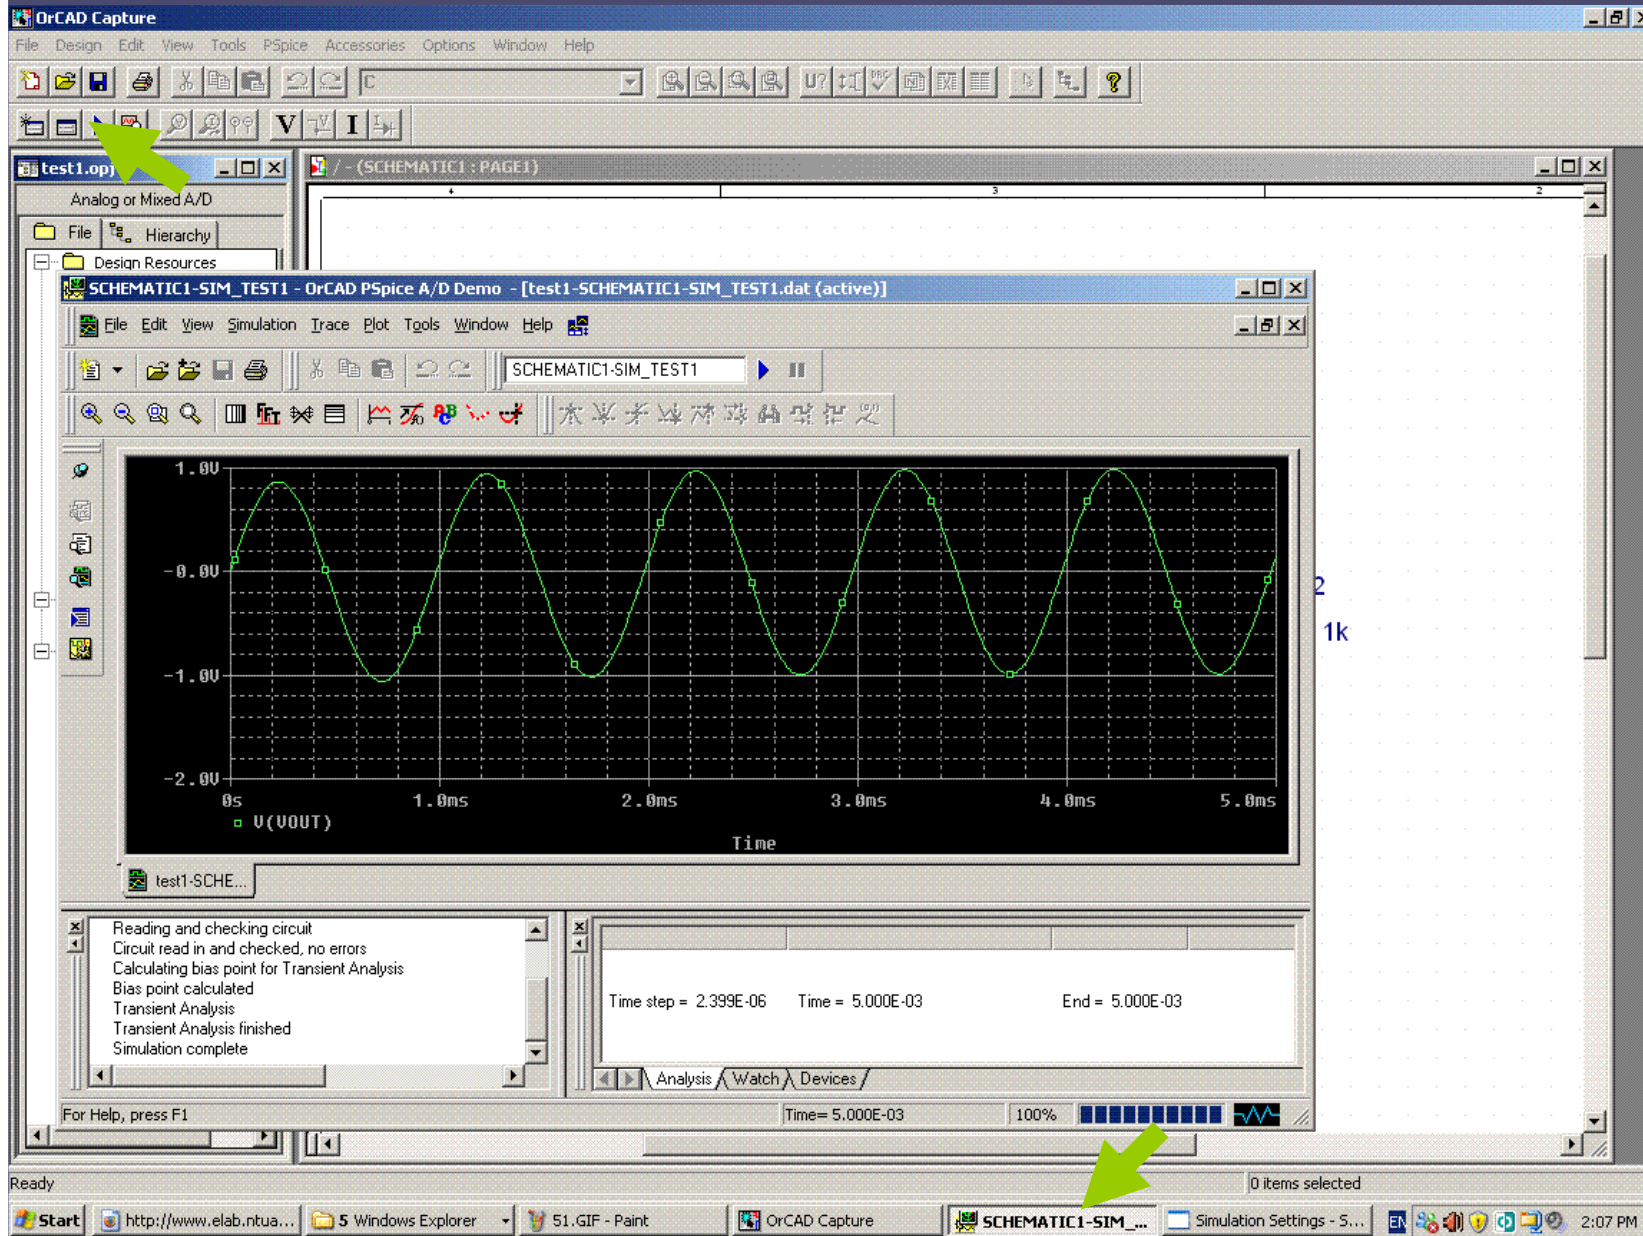 OrCAD Capture
File Design Edit View Tools PSpice Accessories Options Window Help
C
U?
V I
test1.opj
/ - (SCHEMATIC1 : PAGE1)
Analog or Mixed A/D
4 3 2
File Hierarchy
Design Resources
SCHEMATIC1-SIM_TEST1 - OrCAD PSpice A/D Demo - [test1-SCHEMATIC1-SIM_TEST1.dat (active)]
File Edit View Simulation Trace Plot Tools Window Help
SCHEMATIC1-SIM_TEST1
FFT
1.0V
-0.0V
-1.0V
-2.0V
0s 1.0ms 2.0ms 3.0ms 4.0ms 5.0ms
V(VOUT)
Time
2
1k
test1-SCHE...
Reading and checking circuit
Circuit read in and checked, no errors
Calculating bias point for Transient Analysis
Bias point calculated
Transient Analysis
Transient Analysis finished
Simulation complete
Time step = 2.399E-06 Time = 5.000E-03 End = 5.000E-03
Analysis Watch Devices
For Help, press F1
Time= 5.000E-03 100%
Ready
0 items selected
Start http://www.elab.ntua... 5 Windows Explorer 51.GIF - Paint OrCAD Capture SCHEMATIC1-SIM_... Simulation Settings - S... EN 2:07 PM